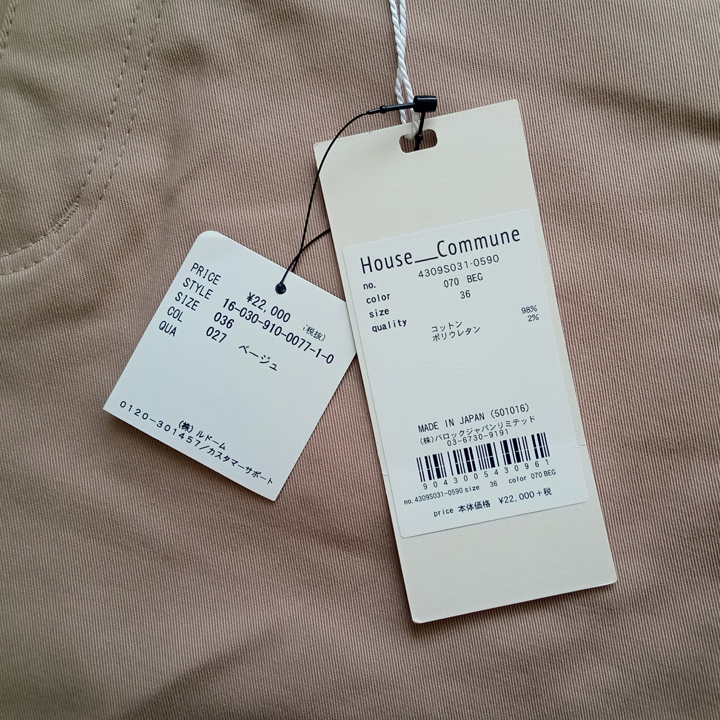 PRICE ¥22,000 (税抜)
STYLE 16-030-910-0077-1-0
SIZE 036
COL 027 ベージュ
QUA
(株) ルドーム
0120-301457/カスタマーサポート
House__Commune
no. 4309S031-0590
color 070 BEG
size 36
quality
コットン 98%
ポリウレタン 2%
MADE IN JAPAN (501016)
(株)バロックジャパンリミテッド
03-6730-9191
9043005430961
no.4309S031-0590 size 36 color 070 BEG
price 本体価格 ¥22,000+税